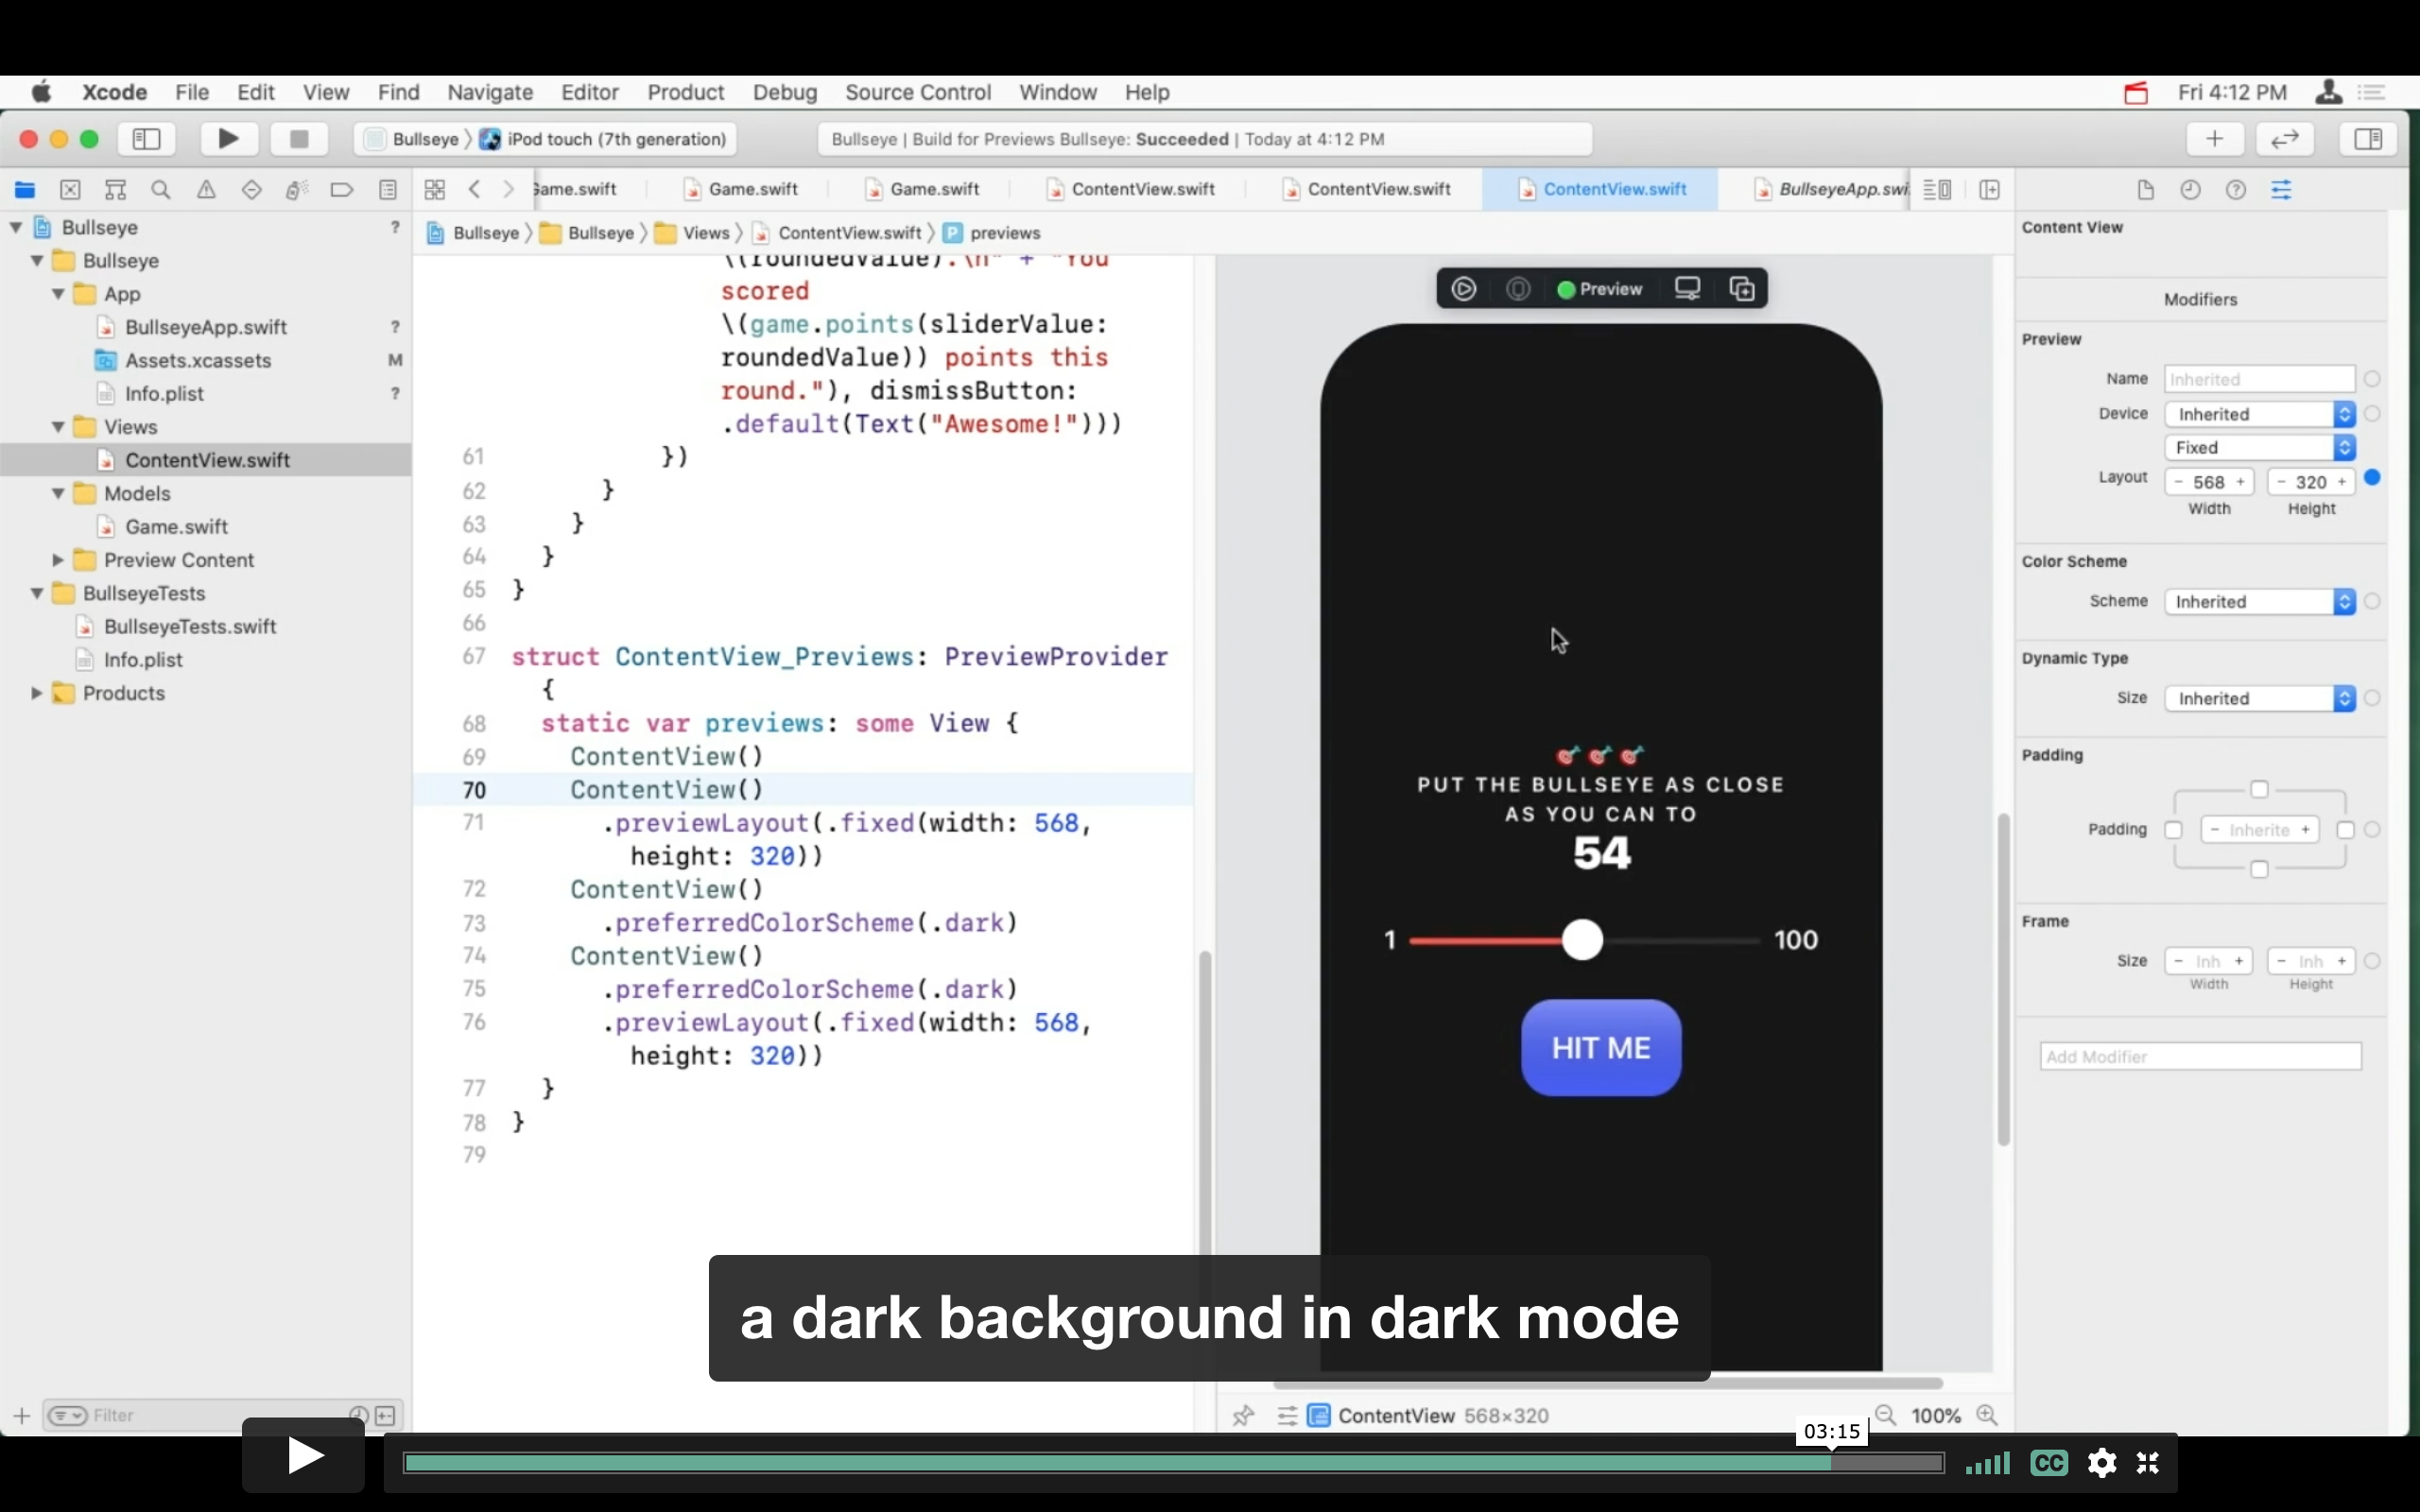 Xcode File Edit View Find Navigate Editor Product Debug Source Control Window Help Fri 4:12 PM
Bullseye 〉 iPod touch (7th generation)
Bullseye | Build for Previews Bullseye: Succeeded | Today at 4:12 PM
Game.swift Game.swift Game.swift ContentView.swift ContentView.swift ContentView.swift BullseyeApp.swi
Bullseye 〉 Bullseye 〉 Views 〉 ContentView.swift 〉 P previews
Bullseye ?
Bullseye
App
BullseyeApp.swift ?
Assets.xcassets M
Info.plist ?
Views
ContentView.swift
Models
Game.swift
Preview Content
BullseyeTests
BullseyeTests.swift
Info.plist
Products
Filter
\(roundedValue).\n" + "You
scored
\(game.points(sliderValue:
roundedValue)) points this
round."), dismissButton:
.default(Text("Awesome!")))
61 })
62 }
63 }
64 }
65 }
66
67 struct ContentView_Previews: PreviewProvider
{
68 static var previews: some View {
69 ContentView()
70 ContentView()
71 .previewLayout(.fixed(width: 568,
height: 320))
72 ContentView()
73 .preferredColorScheme(.dark)
74 ContentView()
75 .preferredColorScheme(.dark)
76 .previewLayout(.fixed(width: 568,
height: 320))
77 }
78 }
79
Preview
PUT THE BULLSEYE AS CLOSE
AS YOU CAN TO
54
1 100
HIT ME
ContentView 568×320 100%
Content View
Modifiers
Preview
Name Inherited
Device Inherited
Fixed
Layout - 568 + - 320 +
Width Height
Color Scheme
Scheme Inherited
Dynamic Type
Size Inherited
Padding
Padding - Inherite +
Frame
Size - Inh + - Inh +
Width Height
Add Modifier
a dark background in dark mode
03:15
CC